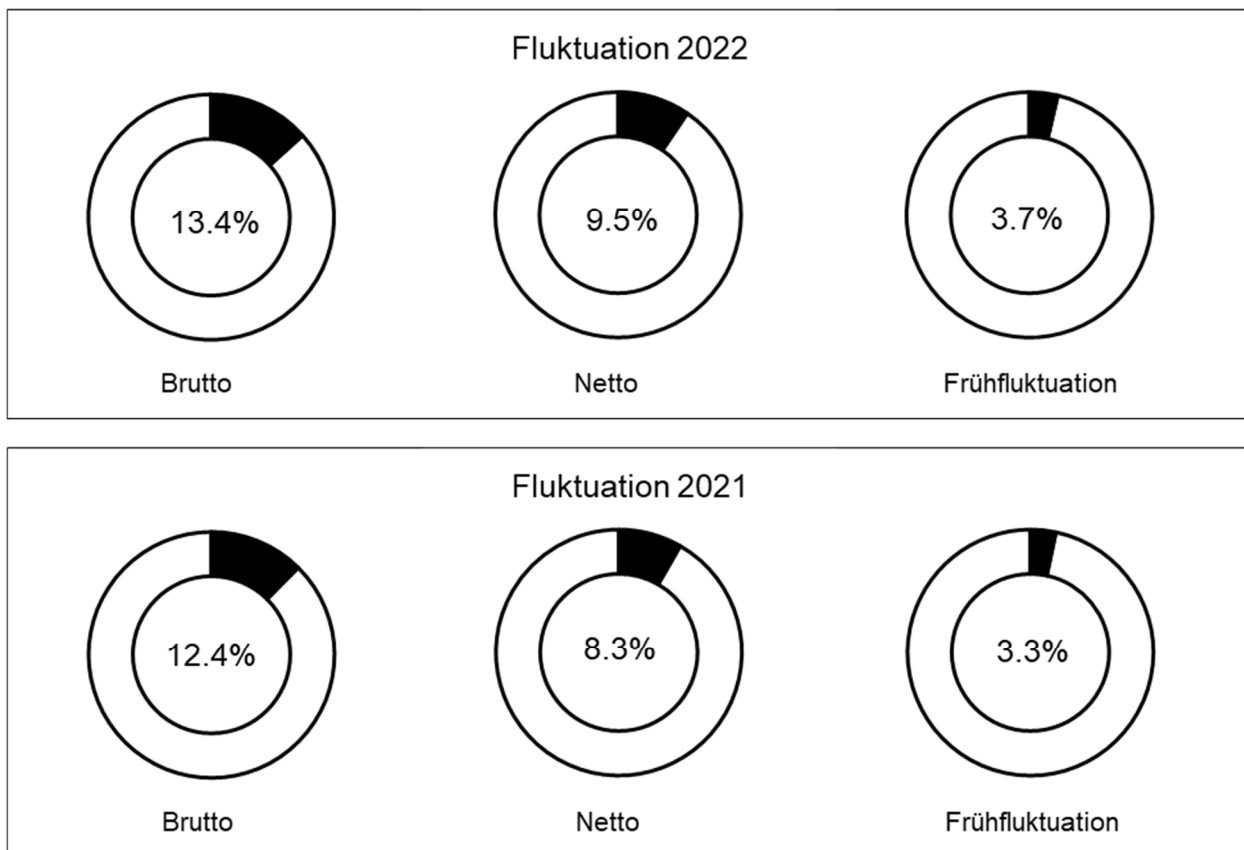 Fluktuation 2022
13.4%
9.5%
3.7%
Brutto
Netto
Frühfluktuation
Fluktuation 2021
12.4%
8.3%
3.3%
Brutto
Netto
Frühfluktuation